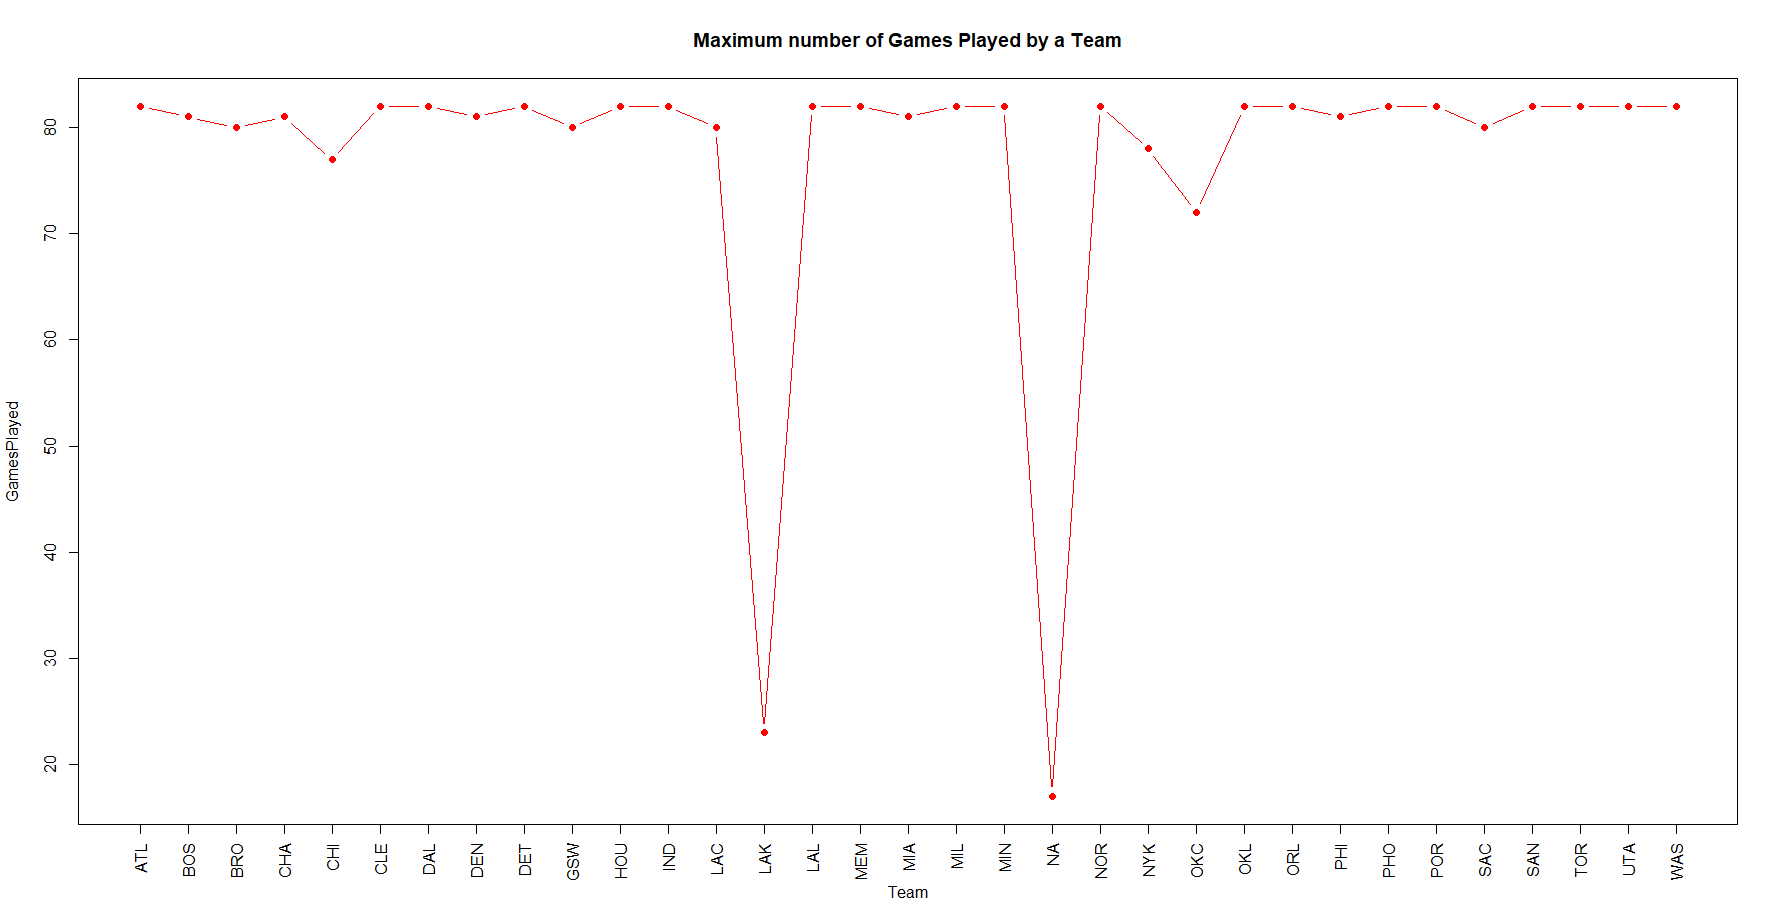 Maximum number of Games Played by a Team
GamesPlayed
80
70
60
50
40
30
20
ATL BOS BRO CHA CHI CLE DAL DEN DET GSW HOU IND LAC LAK LAL MEM MIA MIL MIN NA NOR NYK OKC OKL ORL PHI PHO POR SAC SAN TOR UTA WAS
Team